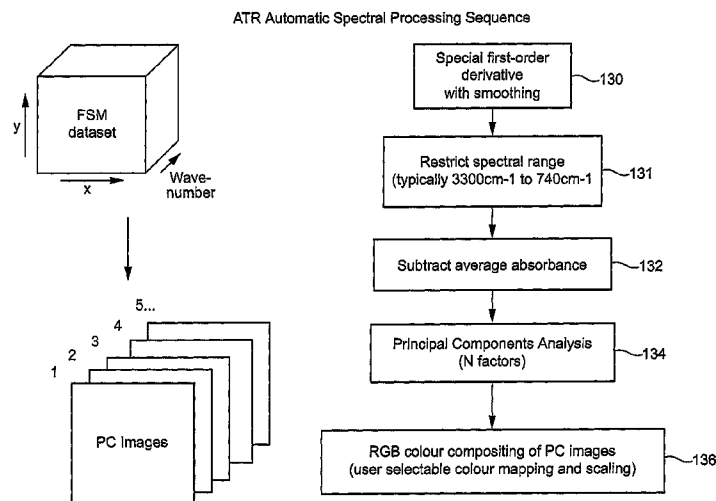 ATR Automatic Spectral Processing Sequence
FSM
dataset
y
x
Wave-
number
5...
4
3
2
1
PC Images
Special first-order
derivative
with smoothing
130
Restrict spectral range
(typically 3300cm-1 to 740cm-1
131
Subtract average absorbance
132
Principal Components Analysis
(N factors)
134
RGB colour compositing of PC images
(user selectable colour mapping and scaling)
136